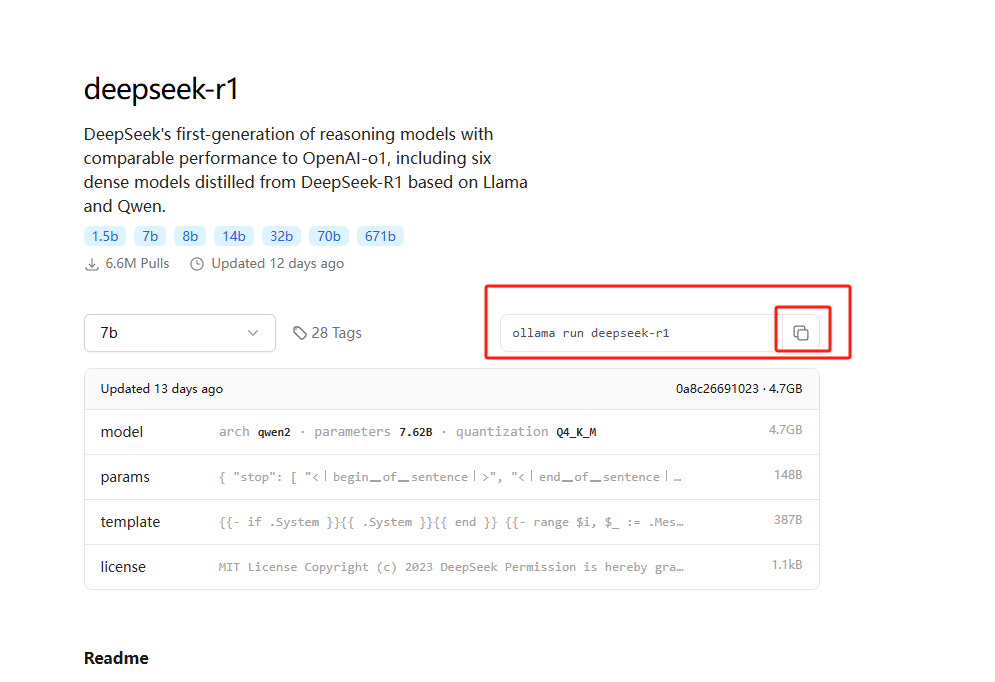 deepseek-r1
DeepSeek's first-generation of reasoning models with
comparable performance to OpenAI-o1, including six
dense models distilled from DeepSeek-R1 based on Llama
and Qwen.
1.5b 7b 8b 14b 32b 70b 671b
6.6M Pulls Updated 12 days ago
7b 28 Tags ollama run deepseek-r1
Updated 13 days ago 0a8c26691023 · 4.7GB
model arch qwen2 · parameters 7.62B · quantization Q4_K_M 4.7GB
params { "stop": [ "<｜begin▁of▁sentence｜>", "<｜end▁of▁sentence｜… 148B
template {{- if .System }}{{ .System }}{{ end }} {{- range $i, $_ := .Mes… 387B
license MIT License Copyright (c) 2023 DeepSeek Permission is hereby gra… 1.1kB
Readme